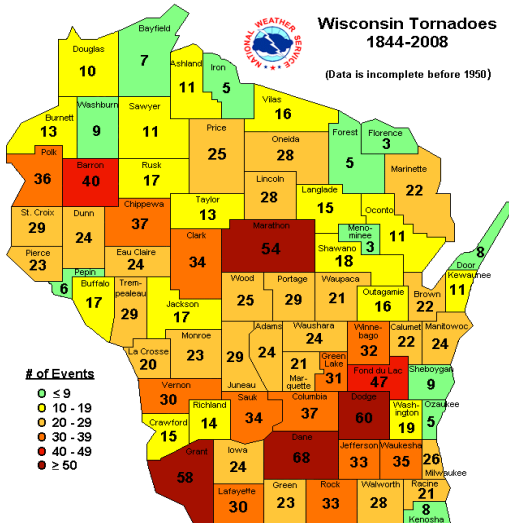 Wisconsin Tornadoes
1844-2008
(Data is incomplete before 1950)
NATIONAL WEATHER SERVICE
Douglas
10
Bayfield
7
Ashland
11
Iron
5
Vilas
16
Burnett
13
Washburn
9
Sawyer
11
Price
25
Oneida
28
Forest
5
Florence
3
Marinette
22
Polk
36
Barron
40
Rusk
17
Lincoln
28
Langlade
15
Taylor
13
Chippewa
37
Oconto
11
St. Croix
29
Dunn
24
Clark
34
Marathon
54
Meno-
minee
3
Shawano
18
Door
8
Pierce
23
Pepin
6
Eau Claire
24
Buffalo
17
Trem-
pealeau
29
Jackson
17
Wood
25
Portage
29
Waupaca
21
Outagamie
16
Brown
22
Kewaunee
11
La Crosse
20
Monroe
23
Juneau
29
Adams
24
Waushara
24
Winne-
bago
32
Calumet
22
Manitowoc
24
Mar-
quette
21
Green
Lake
31
Fond du Lac
47
Sheboygan
9
Vernon
30
Richland
14
Sauk
34
Columbia
37
Dodge
60
Wash-
ington
19
Ozaukee
5
Crawford
15
Grant
58
Iowa
24
Dane
68
Jefferson
33
Waukesha
35
Milwaukee
26
Lafayette
30
Green
23
Rock
33
Walworth
28
Racine
21
Kenosha
8
# of Events
≤ 9
10 - 19
20 - 29
30 - 39
40 - 49
≥ 50